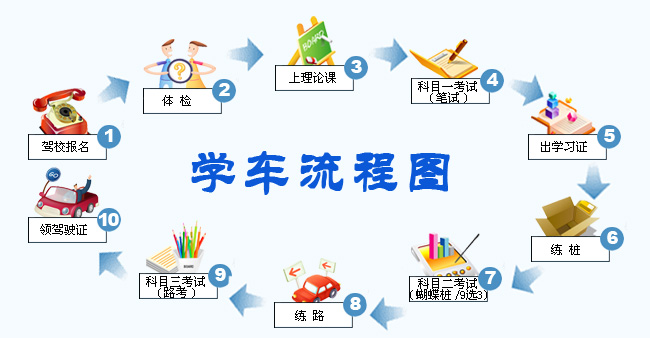 学车流程图
1
驾校报名
2
体 检
BOARD
3
上理论课
4
科目一考试
（笔试）
5
出学习证
6
练 桩
7
科目二考试
（蝴蝶桩/9选3）
8
练 路
9
科目三考试
（路考）
10
GO
领驾驶证
?